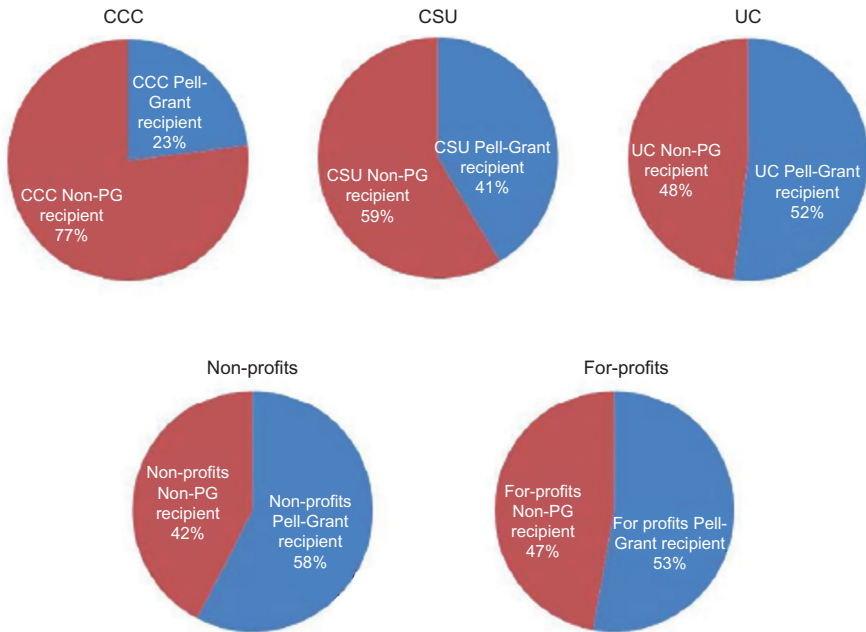 CCC
CSU
UC
CCC Pell-
Grant
recipient
23%
CCC Non-PG
recipient
77%
CSU Pell-Grant
recipient
41%
CSU Non-PG
recipient
59%
UC Non-PG
recipient
48%
UC Pell-Grant
recipient
52%
Non-profits
For-profits
Non-profits
Non-PG
recipient
42%
Non-profits
Pell-Grant
recipient
58%
For-profits
Non-PG
recipient
47%
For profits Pell-
Grant recipient
53%